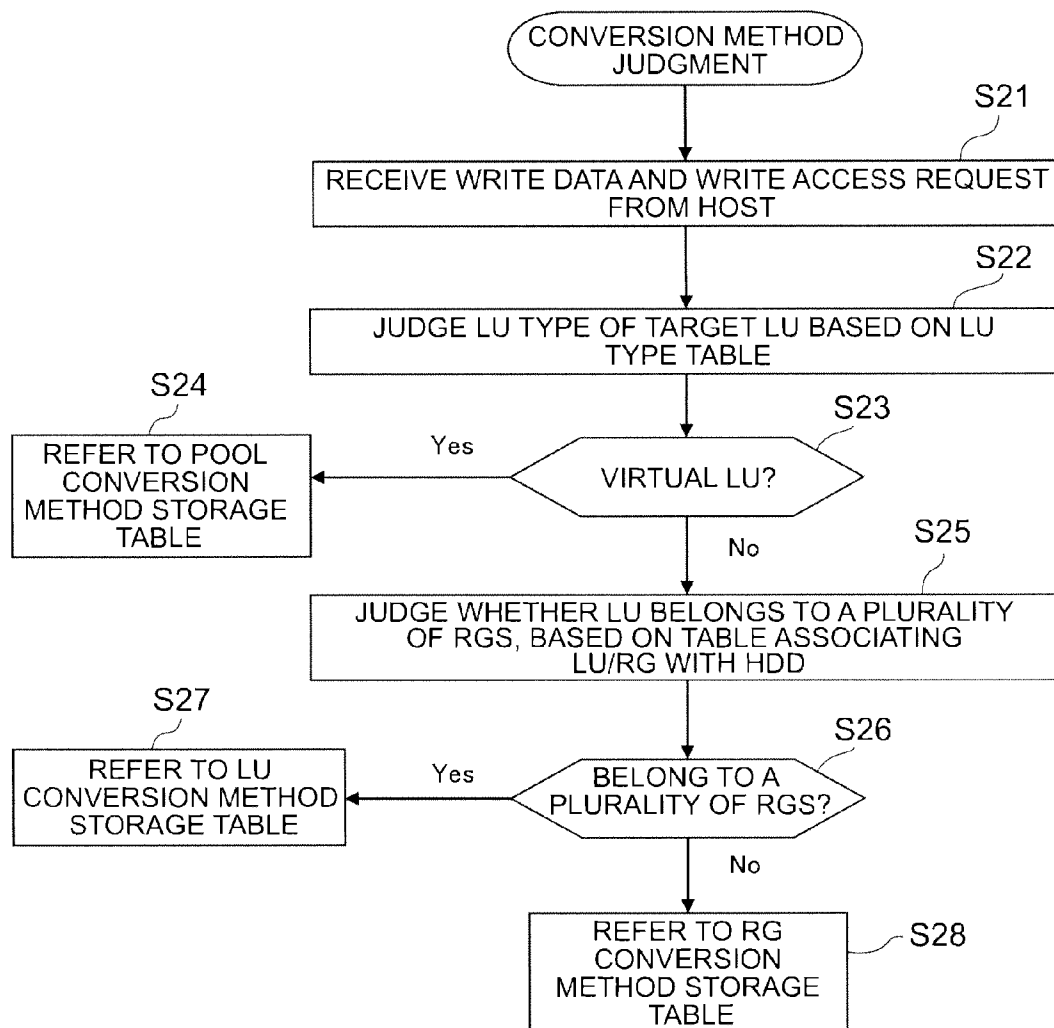 CONVERSION METHOD
JUDGMENT
S21
RECEIVE WRITE DATA AND WRITE ACCESS REQUEST
FROM HOST
S22
JUDGE LU TYPE OF TARGET LU BASED ON LU
TYPE TABLE
S24
S23
REFER TO POOL
CONVERSION
METHOD STORAGE
TABLE
Yes
VIRTUAL LU?
No
S25
JUDGE WHETHER LU BELONGS TO A PLURALITY
OF RGS, BASED ON TABLE ASSOCIATING
LU/RG WITH HDD
S27
S26
REFER TO LU
CONVERSION METHOD
STORAGE TABLE
Yes
BELONG TO A
PLURALITY OF RGS?
No
S28
REFER TO RG
CONVERSION
METHOD STORAGE
TABLE